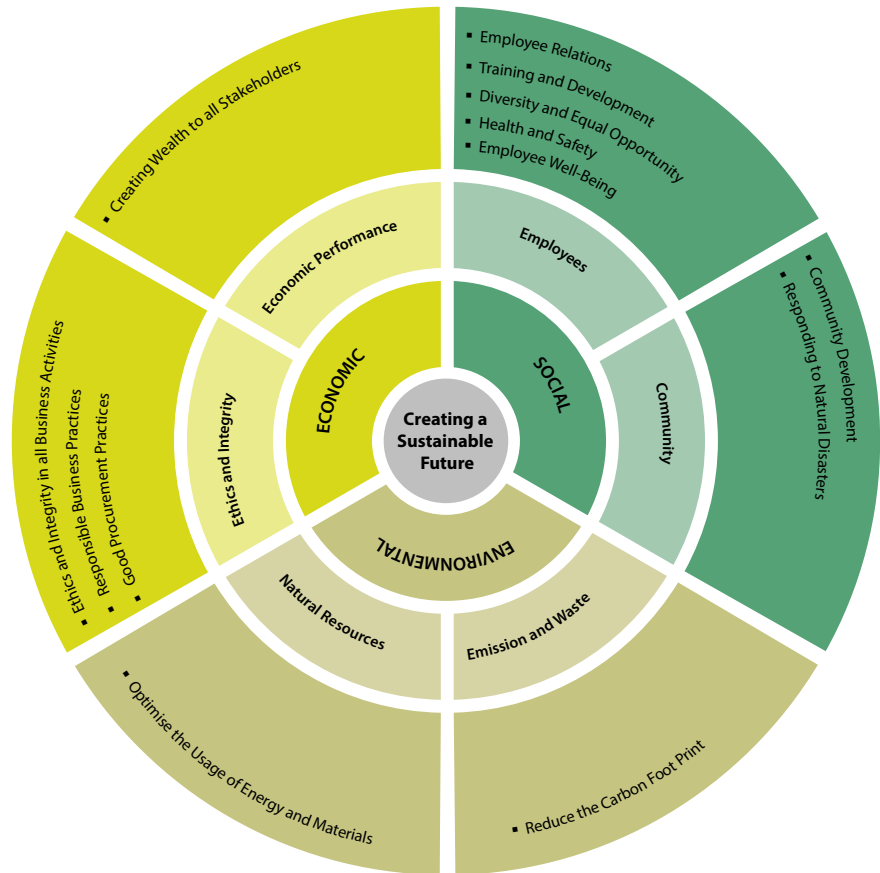 Creating a
Sustainable
Future
ECONOMIC
Economic Performance
▪ Creating Wealth to all Stakeholders
Ethics and Integrity
▪ Ethics and Integrity in all Business Activities
▪ Responsible Business Practices
▪ Good Procurement Practices
SOCIAL
Employees
▪ Employee Relations
▪ Training and Development
▪ Diversity and Equal Opportunity
▪ Health and Safety
▪ Employee Well-Being
Community
▪ Community Development
▪ Responding to Natural Disasters
ENVIRONMENTAL
Natural Resources
▪ Optimise the Usage of Energy and Materials
Emission and Waste
▪ Reduce the Carbon Foot Print